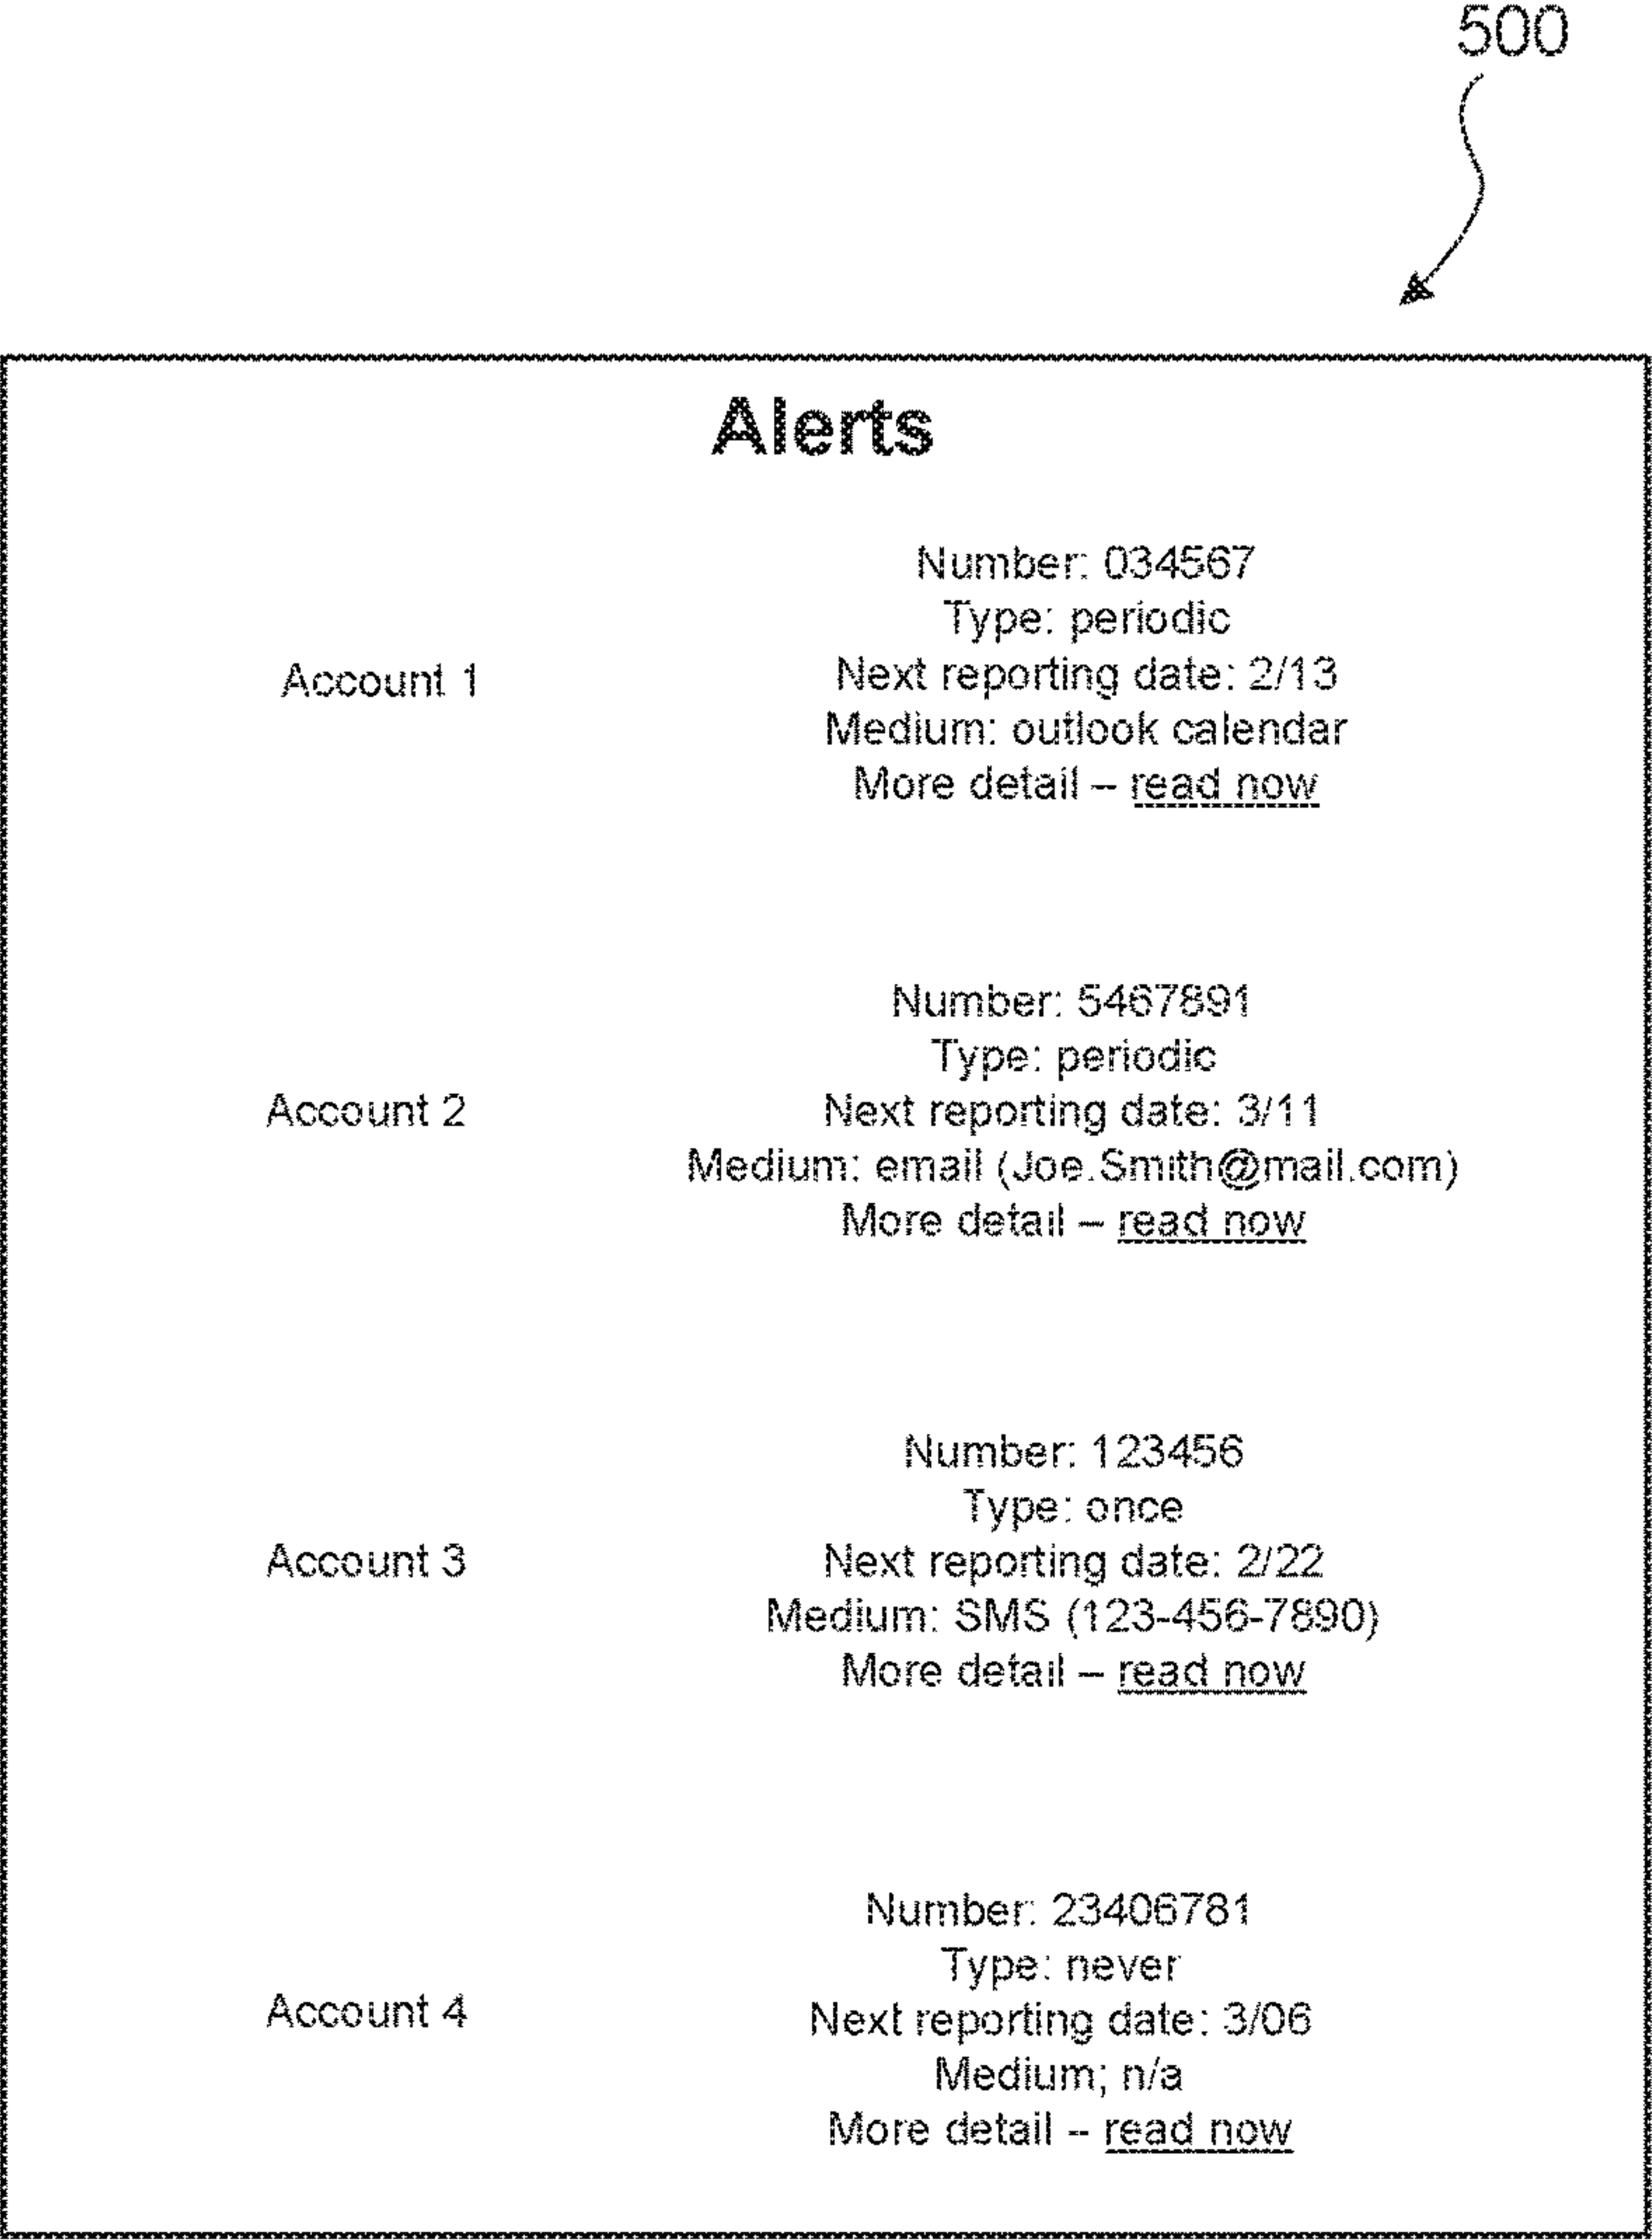 500
Alerts
Account 1
Number: 034567
Type: periodic
Next reporting date: 2/13
Medium: outlook calendar
More detail – read now
Account 2
Number: 5467891
Type: periodic
Next reporting date: 3/11
Medium: email (Joe.Smith@mail.com)
More detail – read now
Account 3
Number: 123456
Type: once
Next reporting date: 2/22
Medium: SMS (123-456-7890)
More detail – read now
Account 4
Number: 23406781
Type: never
Next reporting date: 3/06
Medium; n/a
More detail – read now